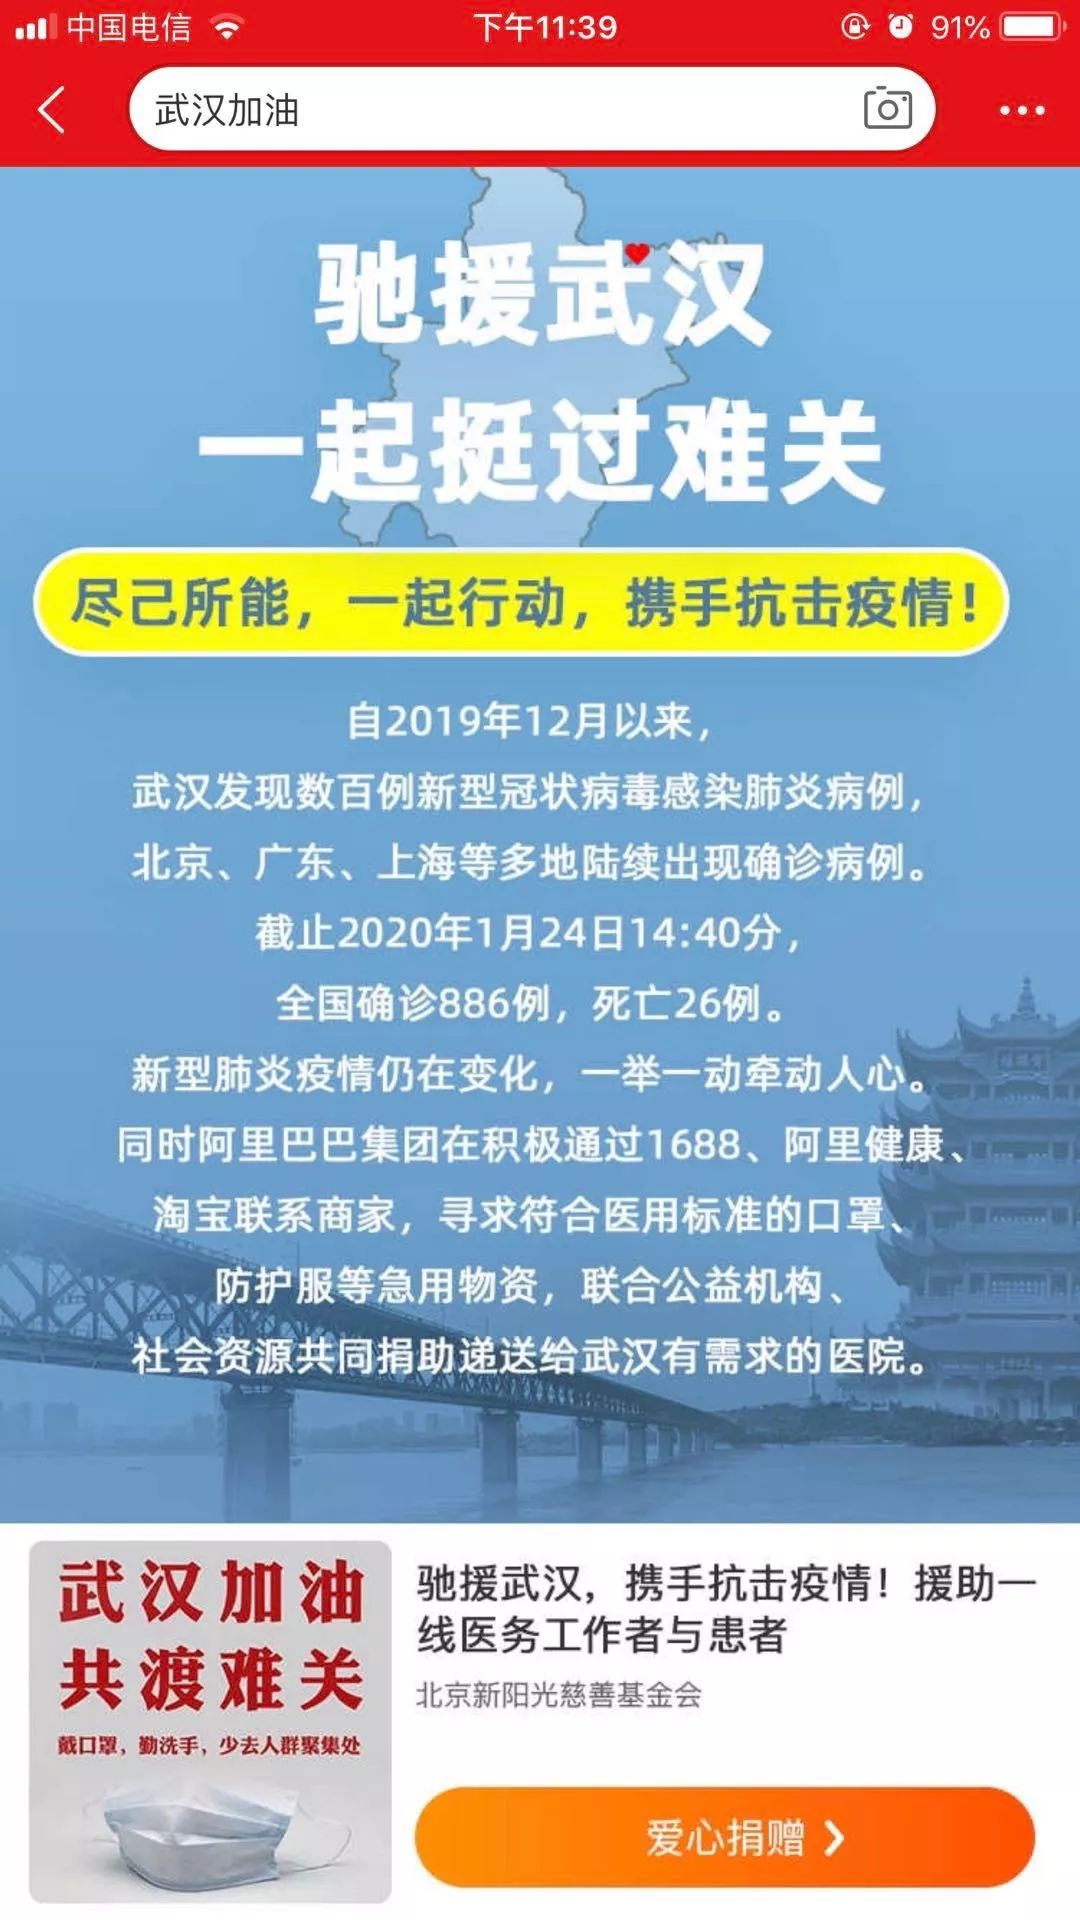 中国电信 下午11:39 91%
武汉加油
驰援武汉
一起挺过难关
尽己所能，一起行动，携手抗击疫情！
自2019年12月以来，
武汉发现数百例新型冠状病毒感染肺炎病例，
北京、广东、上海等多地陆续出现确诊病例。
截止2020年1月24日14:40分，
全国确诊886例，死亡26例。
新型肺炎疫情仍在变化，一举一动牵动人心。
同时阿里巴巴集团在积极通过1688、阿里健康、
淘宝联系商家，寻求符合医用标准的口罩、
防护服等急用物资，联合公益机构、
社会资源共同捐助递送给武汉有需求的医院。
武汉加油
共渡难关
戴口罩，勤洗手，少去人群聚集处
驰援武汉，携手抗击疫情！援助一
线医务工作者与患者
北京新阳光慈善基金会
爱心捐赠